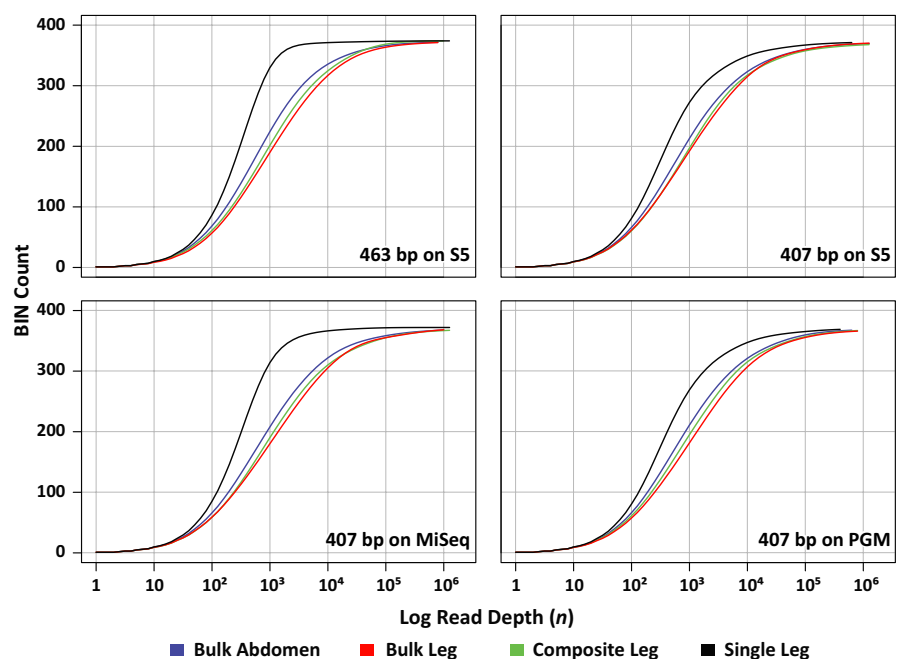 400
300
200
100
0
463 bp on S5
407 bp on S5
BIN Count
400
300
200
100
0
407 bp on MiSeq
407 bp on PGM
1 10 10² 10³ 10⁴ 10⁵ 10⁶
1 10 10² 10³ 10⁴ 10⁵ 10⁶
Log Read Depth (n)
Bulk Abdomen Bulk Leg Composite Leg Single Leg